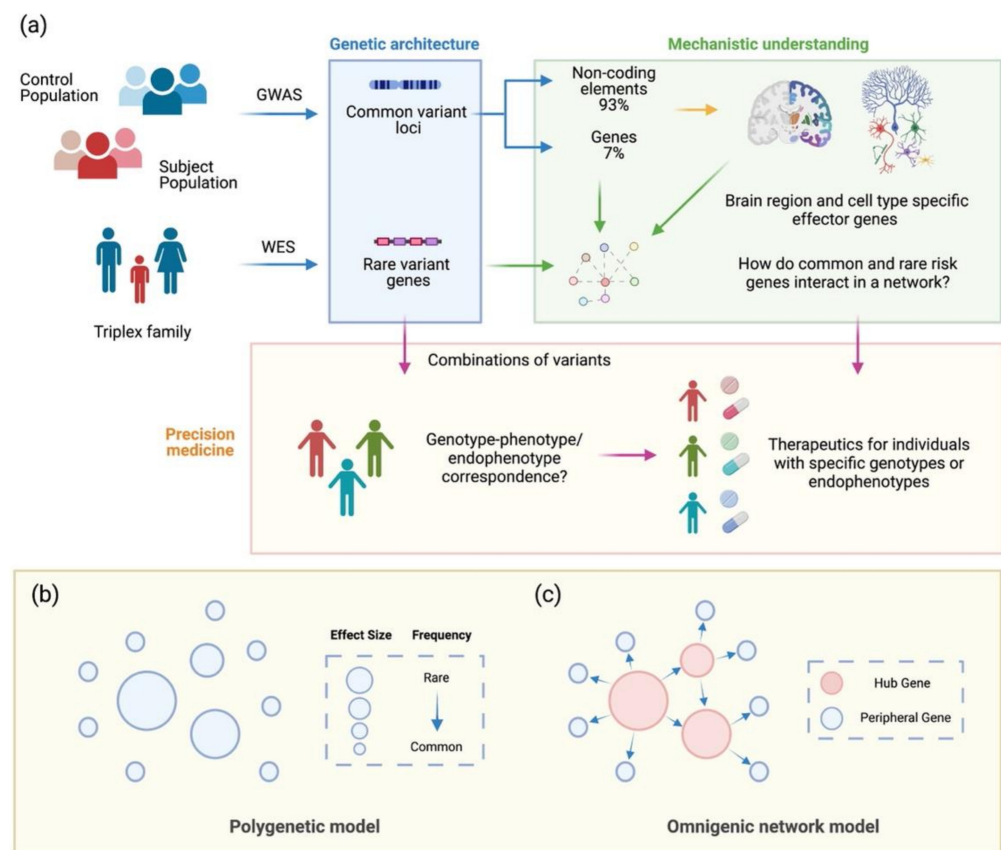 (a)
Genetic architecture
Mechanistic understanding
Control
Population
GWAS
Common variant
loci
Non-coding
elements
93%
Genes
7%
Subject
Population
Brain region and cell type specific
effector genes
WES
Rare variant
genes
How do common and rare risk
genes interact in a network?
Triplex family
Combinations of variants
Precision
medicine
Genotype-phenotype/
endophenotype
correspondence?
Therapeutics for individuals
with specific genotypes or
endophenotypes
(b)
Effect Size
Frequency
Rare
Common
Polygenetic model
(c)
Hub Gene
Peripheral Gene
Omnigenic network model